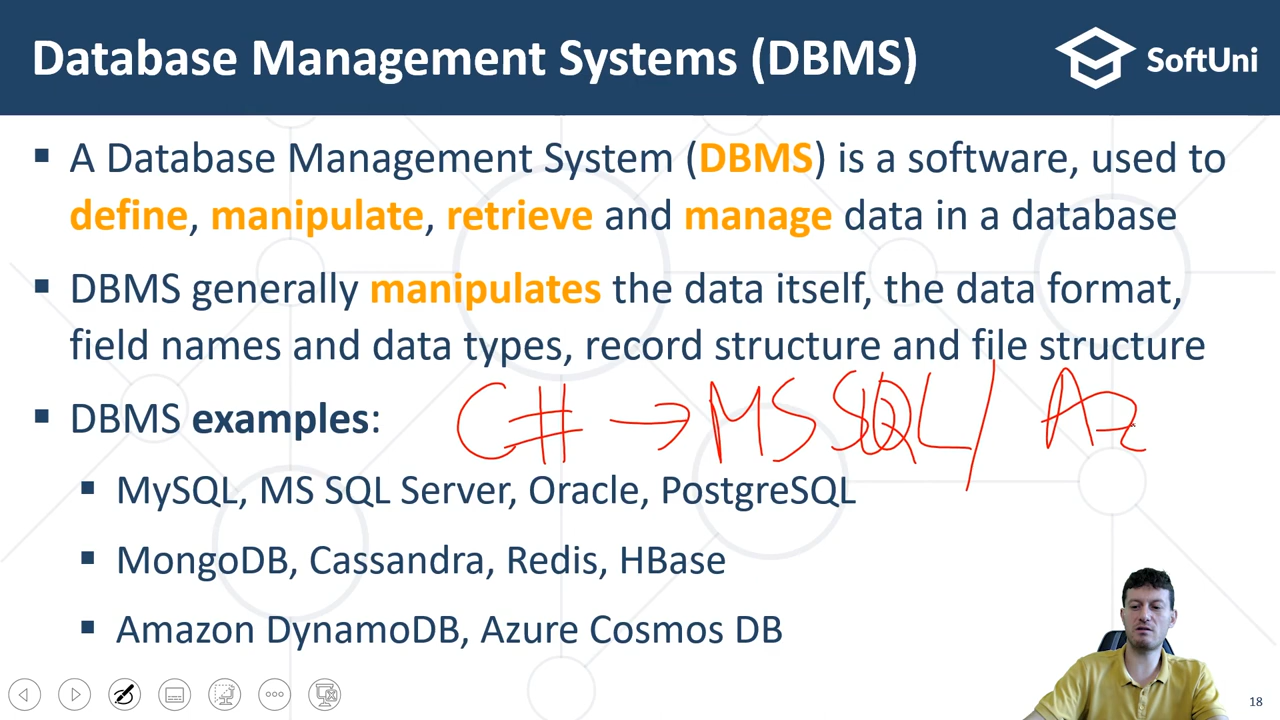 Database Management Systems (DBMS)
SoftUni
▪ A Database Management System (DBMS) is a software, used to
define, manipulate, retrieve and manage data in a database
▪ DBMS generally manipulates the data itself, the data format,
field names and data types, record structure and file structure
▪ DBMS examples:
C# → MS SQL / Az
▪ MySQL, MS SQL Server, Oracle, PostgreSQL
▪ MongoDB, Cassandra, Redis, HBase
▪ Amazon DynamoDB, Azure Cosmos DB
18